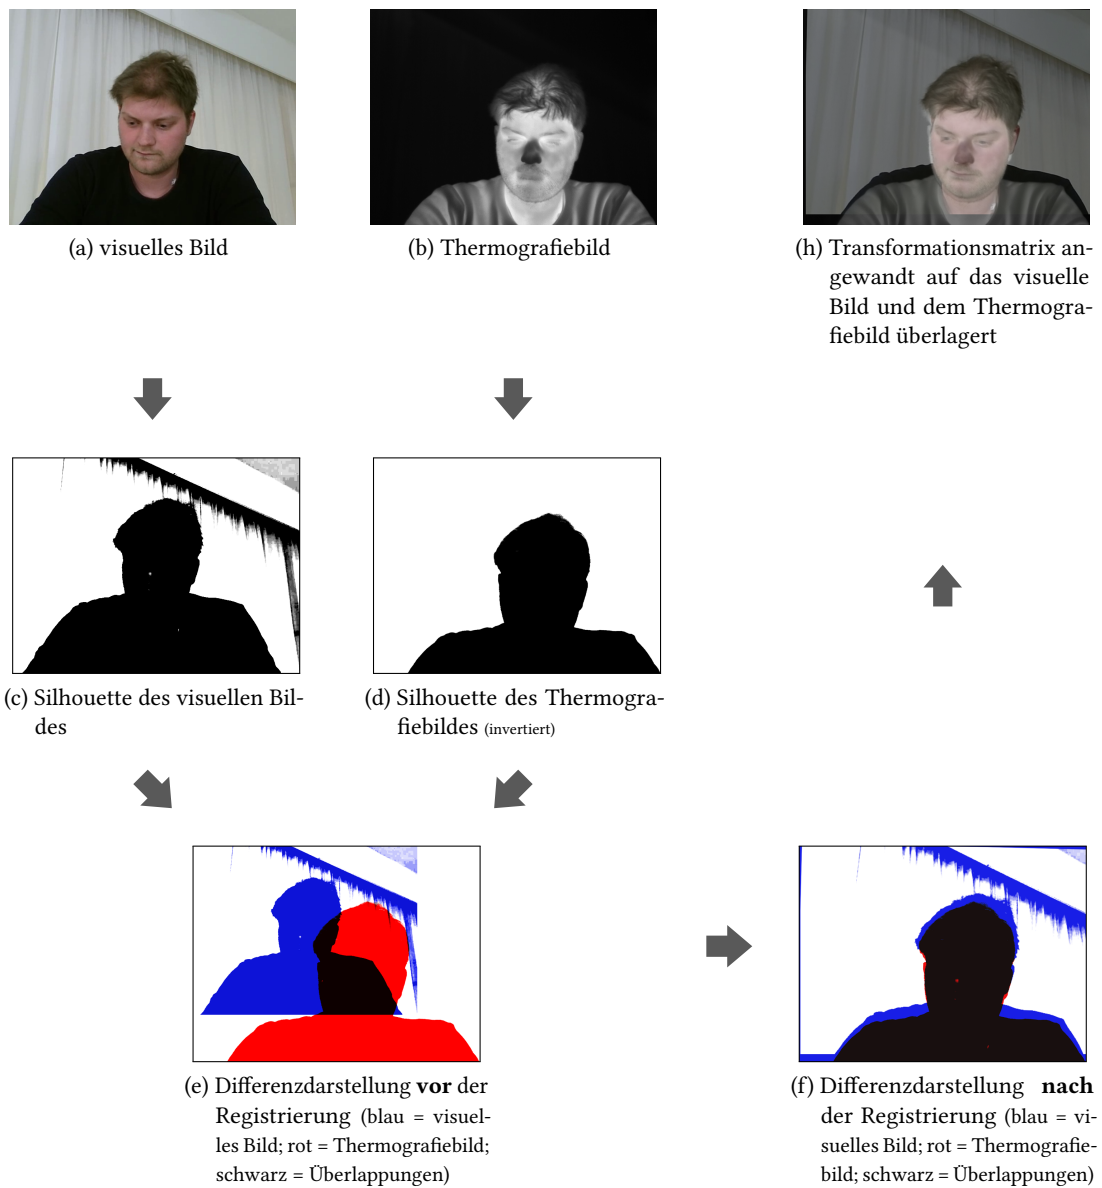 (a) visuelles Bild
(b) Thermografiebild
(h) Transformationsmatrix an-
gewandt auf das visuelle
Bild und dem Thermogra-
fiebild überlagert
(c) Silhouette des visuellen Bil-
des
(d) Silhouette des Thermogra-
fiebildes (invertiert)
(e) Differenzdarstellung vor der
Registrierung (blau = visuel-
les Bild; rot = Thermografiebild;
schwarz = Überlappungen)
(f) Differenzdarstellung nach
der Registrierung (blau = vi-
suelles Bild; rot = Thermografie-
bild; schwarz = Überlappungen)